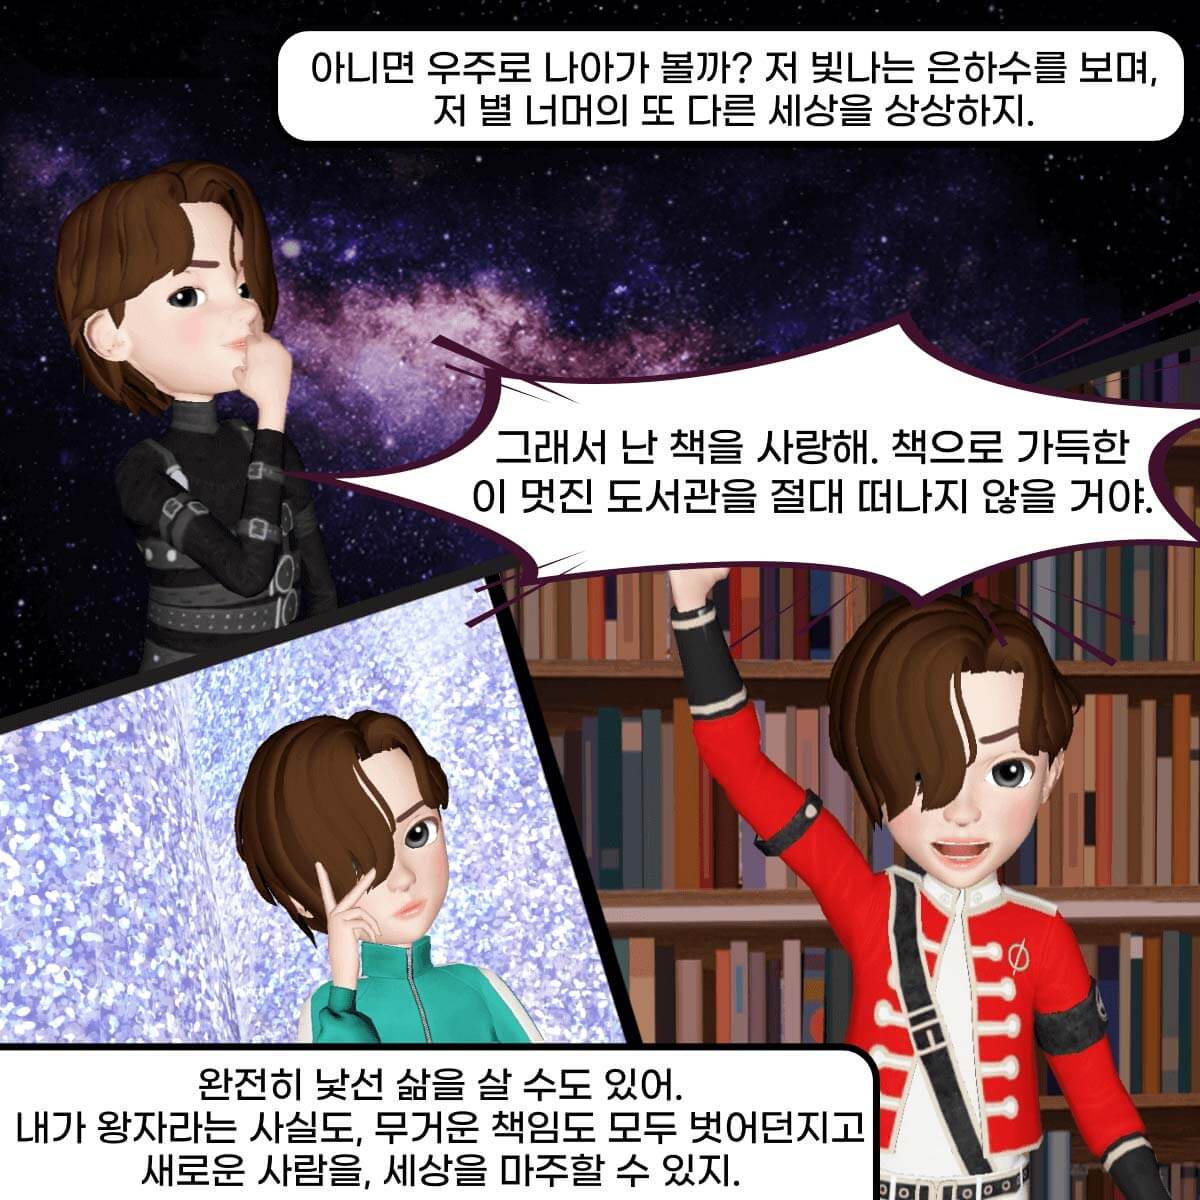 아니면 우주로 나아가 볼까? 저 빛나는 은하수를 보며,
저 별 너머의 또 다른 세상을 상상하지.
그래서 난 책을 사랑해. 책으로 가득한
이 멋진 도서관을 절대 떠나지 않을 거야.
완전히 낯선 삶을 살 수도 있어.
내가 왕자라는 사실도, 무거운 책임도 모두 벗어던지고
새로운 사람을, 세상을 마주할 수 있지.